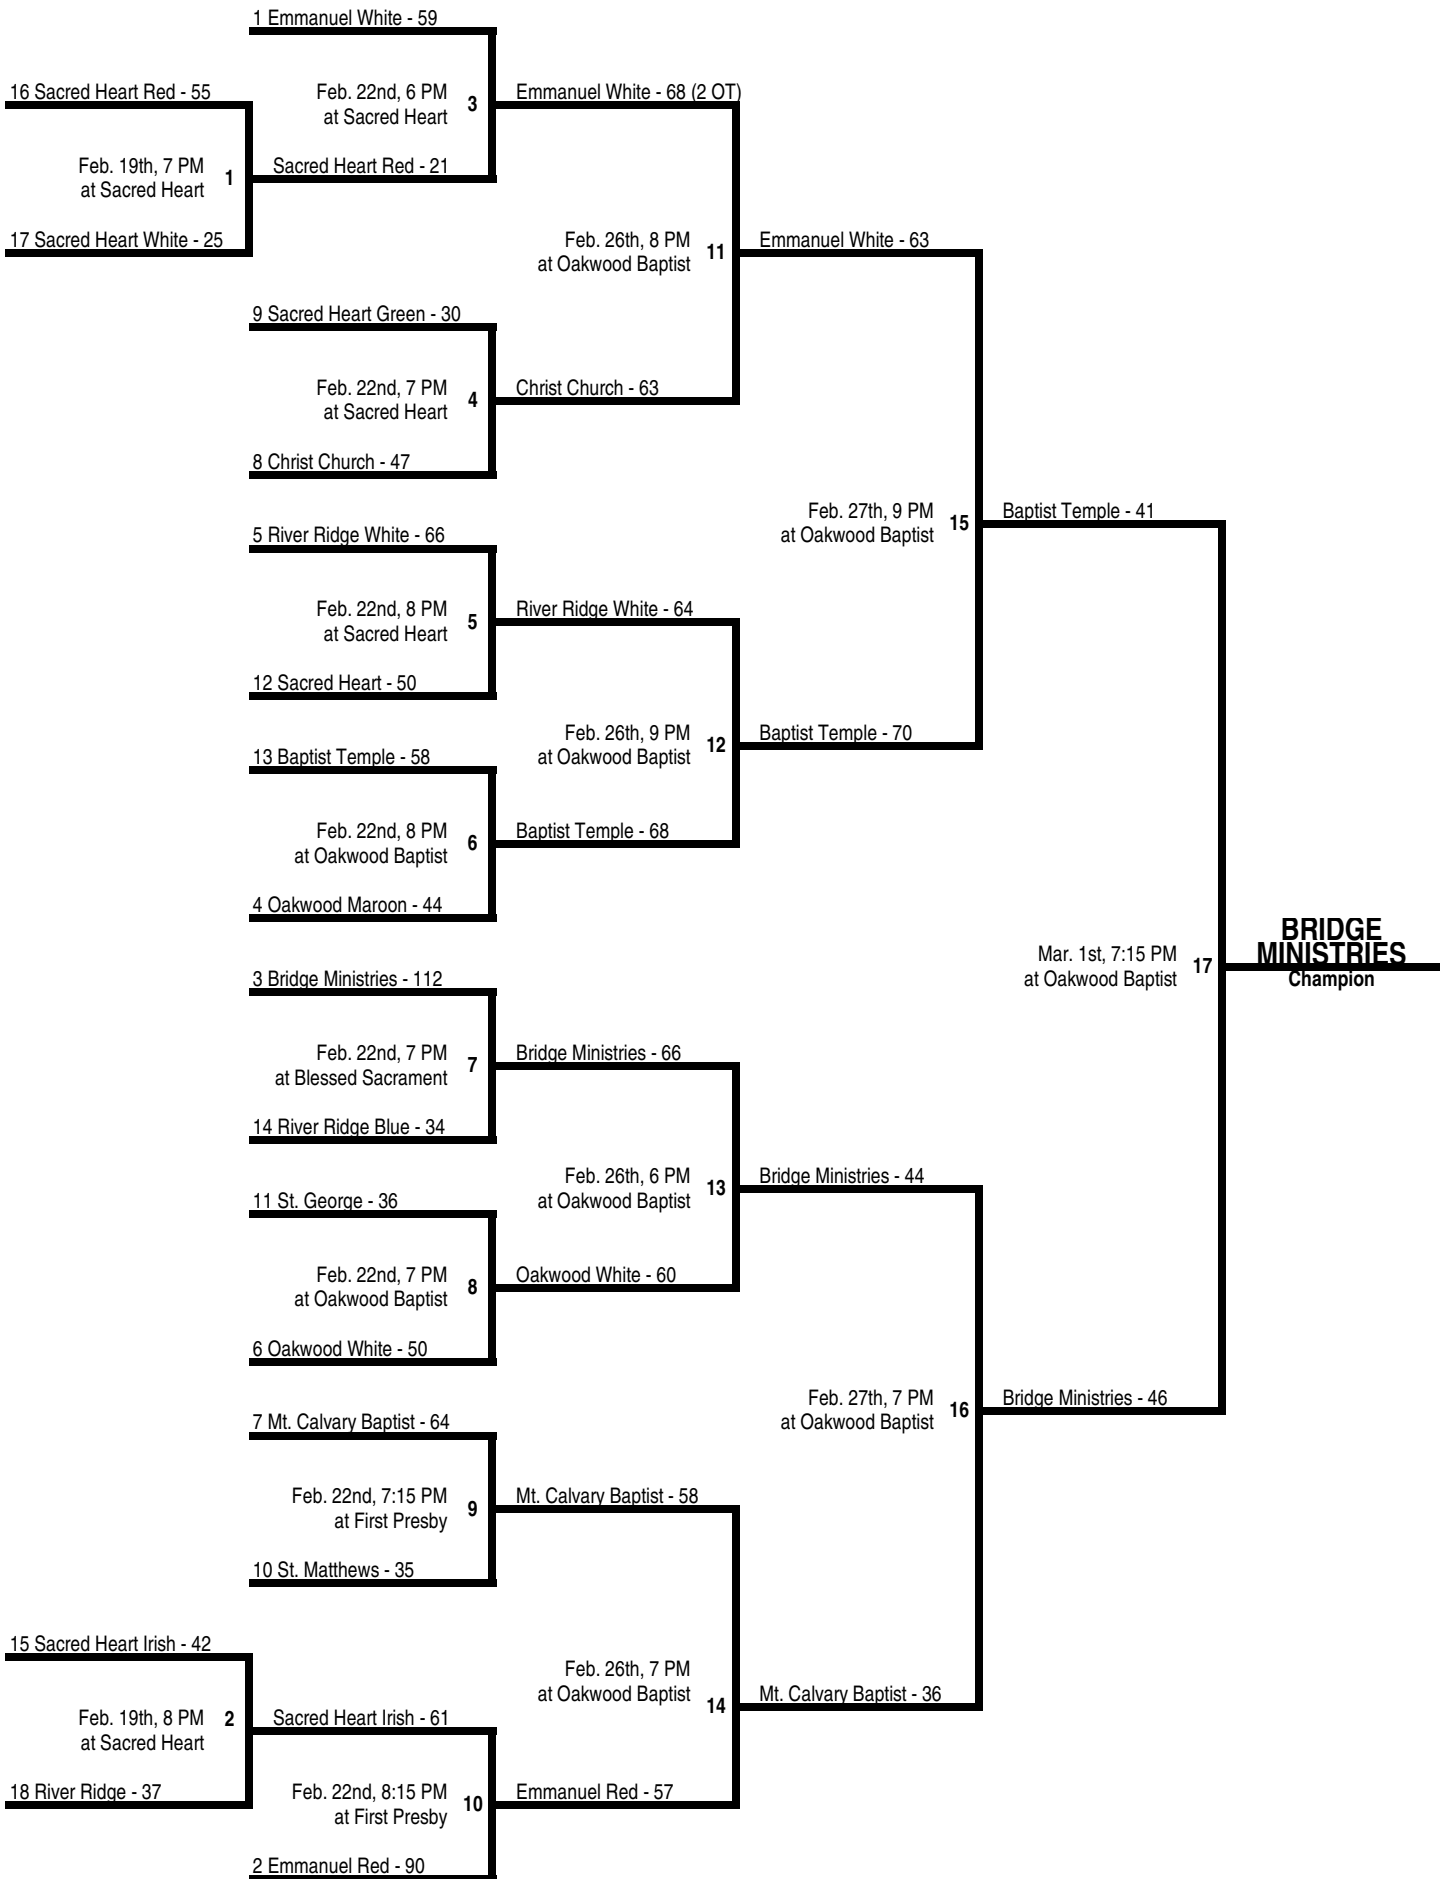 1 Emmanuel White - 59
16 Sacred Heart Red - 55
Feb. 22nd, 6 PM
at Sacred Heart
3
Emmanuel White - 68 (2 OT)
Feb. 19th, 7 PM
at Sacred Heart
1
Sacred Heart Red - 21
17 Sacred Heart White - 25
Feb. 26th, 8 PM
at Oakwood Baptist
11
Emmanuel White - 63
9 Sacred Heart Green - 30
Feb. 22nd, 7 PM
at Sacred Heart
4
Christ Church - 63
8 Christ Church - 47
Feb. 27th, 9 PM
at Oakwood Baptist
15
Baptist Temple - 41
5 River Ridge White - 66
Feb. 22nd, 8 PM
at Sacred Heart
5
River Ridge White - 64
12 Sacred Heart - 50
Feb. 26th, 9 PM
at Oakwood Baptist
12
Baptist Temple - 70
13 Baptist Temple - 58
Feb. 22nd, 8 PM
at Oakwood Baptist
6
Baptist Temple - 68
4 Oakwood Maroon - 44
Mar. 1st, 7:15 PM
at Oakwood Baptist
17
BRIDGE
MINISTRIES
Champion
3 Bridge Ministries - 112
Feb. 22nd, 7 PM
at Blessed Sacrament
7
Bridge Ministries - 66
14 River Ridge Blue - 34
Feb. 26th, 6 PM
at Oakwood Baptist
13
Bridge Ministries - 44
11 St. George - 36
Feb. 22nd, 7 PM
at Oakwood Baptist
8
Oakwood White - 60
6 Oakwood White - 50
Feb. 27th, 7 PM
at Oakwood Baptist
16
Bridge Ministries - 46
7 Mt. Calvary Baptist - 64
Feb. 22nd, 7:15 PM
at First Presby
9
Mt. Calvary Baptist - 58
10 St. Matthews - 35
15 Sacred Heart Irish - 42
Feb. 26th, 7 PM
at Oakwood Baptist
14
Mt. Calvary Baptist - 36
Feb. 19th, 8 PM
at Sacred Heart
2
Sacred Heart Irish - 61
18 River Ridge - 37
Feb. 22nd, 8:15 PM
at First Presby
10
Emmanuel Red - 57
2 Emmanuel Red - 90